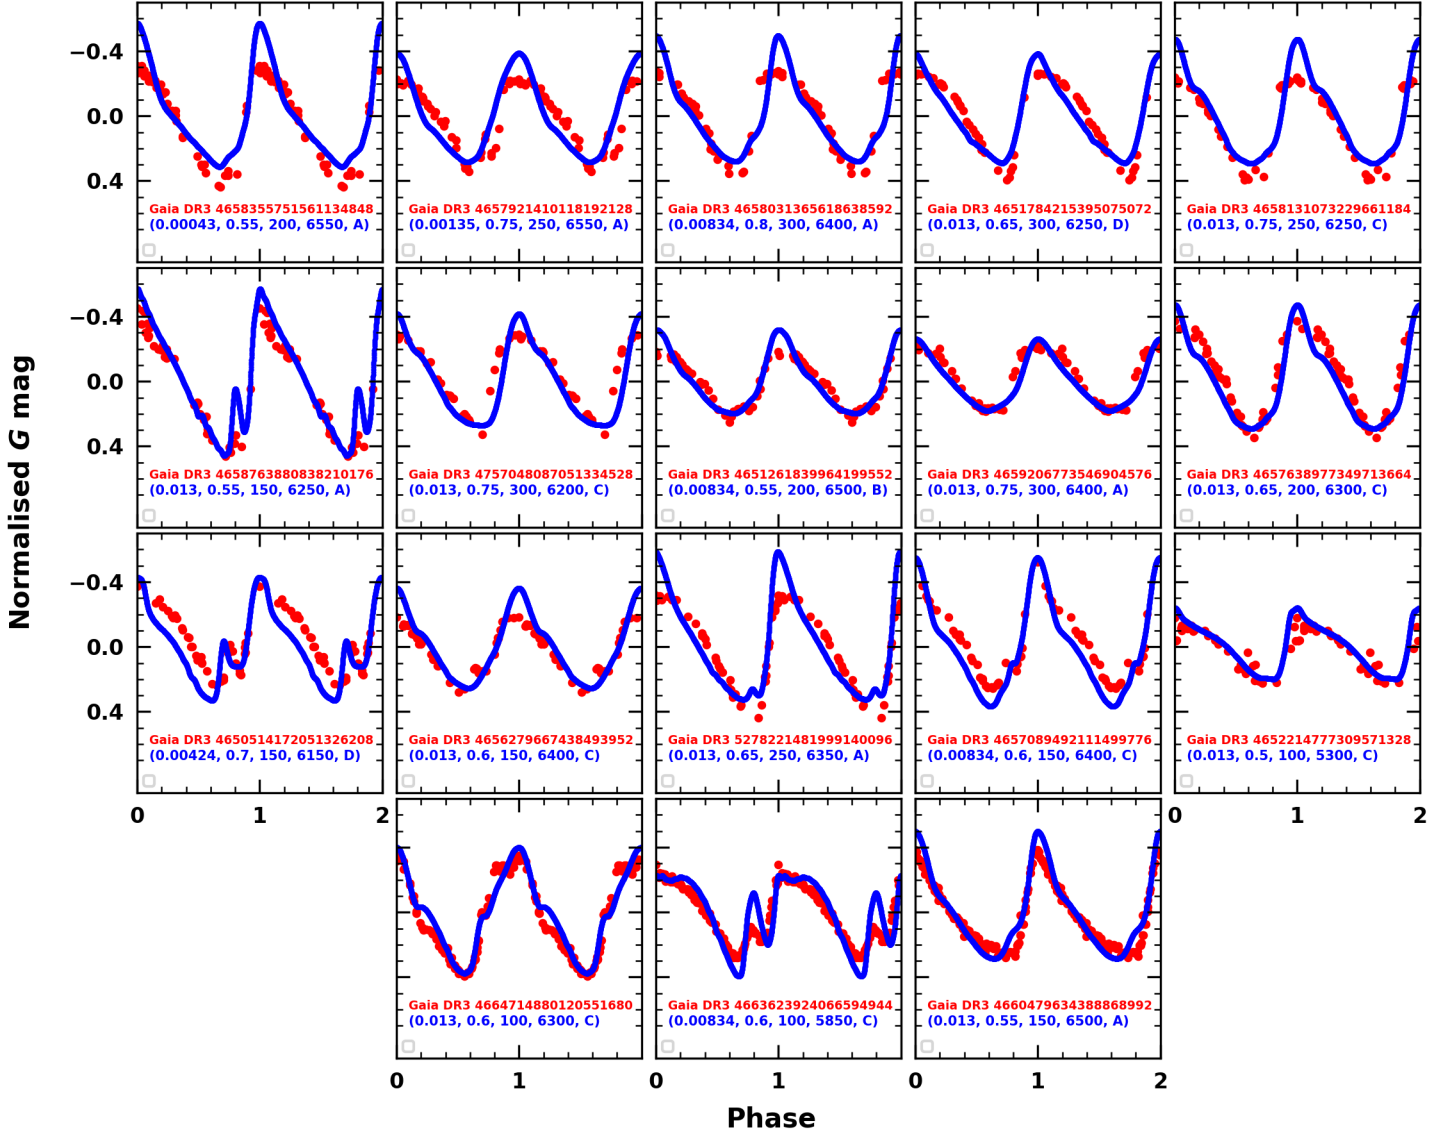 −0.4
0.0
0.4
Gaia DR3 4658355751561134848
(0.00043, 0.55, 200, 6550, A)
Gaia DR3 4657921410118192128
(0.00135, 0.75, 250, 6550, A)
Gaia DR3 4658031365618638592
(0.00834, 0.8, 300, 6400, A)
Gaia DR3 4651784215395075072
(0.013, 0.65, 300, 6250, D)
Gaia DR3 4658131073229661184
(0.013, 0.75, 250, 6250, C)
−0.4
0.0
0.4
Gaia DR3 4658763880838210176
(0.013, 0.55, 150, 6250, A)
Gaia DR3 4757048087051334528
(0.013, 0.75, 300, 6200, C)
Gaia DR3 4651261839964199552
(0.00834, 0.55, 200, 6500, B)
Gaia DR3 4659206773546904576
(0.013, 0.75, 300, 6400, A)
Gaia DR3 4657638977349713664
(0.013, 0.65, 200, 6300, C)
Normalised G mag
−0.4
0.0
0.4
Gaia DR3 4650514172051326208
(0.00424, 0.7, 150, 6150, D)
Gaia DR3 4656279667438493952
(0.013, 0.6, 150, 6400, C)
Gaia DR3 5278221481999140096
(0.013, 0.65, 250, 6350, A)
Gaia DR3 4657089492111499776
(0.00834, 0.6, 150, 6400, C)
Gaia DR3 4652214777309571328
(0.013, 0.5, 100, 5300, C)
0 1 2
0 1 2
Gaia DR3 4664714880120551680
(0.013, 0.6, 100, 6300, C)
Gaia DR3 4663623924066594944
(0.00834, 0.6, 100, 5850, C)
Gaia DR3 4660479634388868992
(0.013, 0.55, 150, 6500, A)
0 1 0 1 0 1 2
Phase